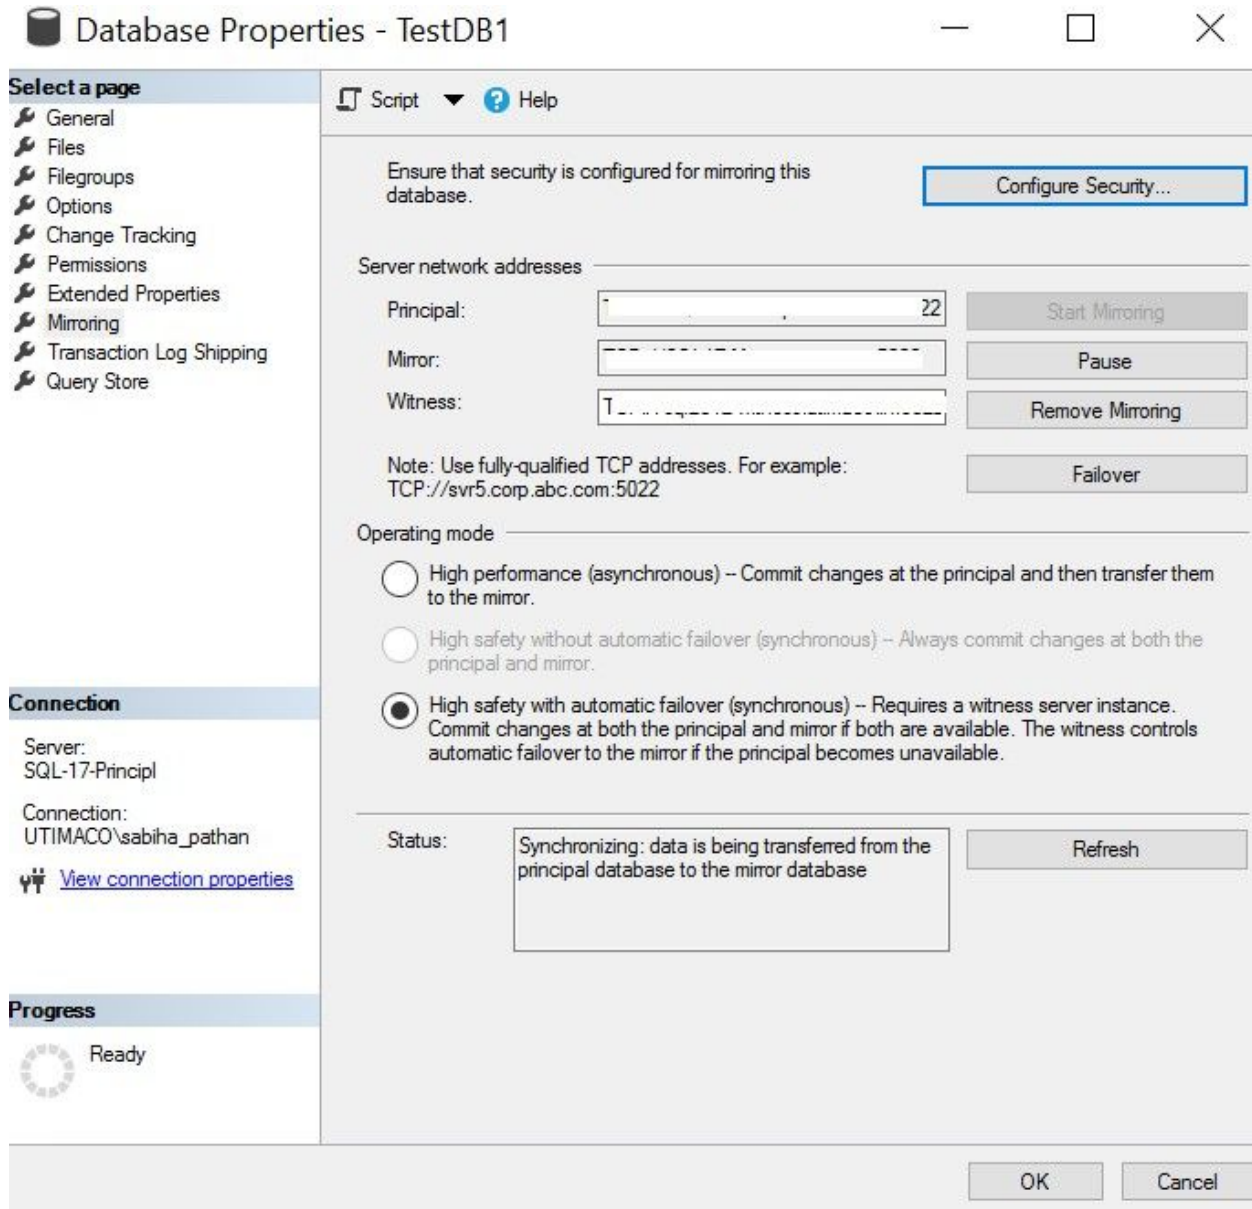 Database Properties - TestDB1
Select a page
General
Files
Filegroups
Options
Change Tracking
Permissions
Extended Properties
Mirroring
Transaction Log Shipping
Query Store
Connection
Server:
SQL-17-Principl
Connection:
UTIMACO\sabiha_pathan
View connection properties
Progress
Ready
Script
Help
Ensure that security is configured for mirroring this
database.
Configure Security...
Server network addresses
Principal:
22
Start Mirroring
Mirror:
Pause
Witness:
Remove Mirroring
Note: Use fully-qualified TCP addresses. For example:
TCP://svr5.corp.abc.com:5022
Failover
Operating mode
High performance (asynchronous) -- Commit changes at the principal and then transfer them
to the mirror.
High safety without automatic failover (synchronous) -- Always commit changes at both the
principal and mirror.
High safety with automatic failover (synchronous) -- Requires a witness server instance.
Commit changes at both the principal and mirror if both are available. The witness controls
automatic failover to the mirror if the principal becomes unavailable.
Status:
Synchronizing: data is being transferred from the
principal database to the mirror database
Refresh
OK
Cancel